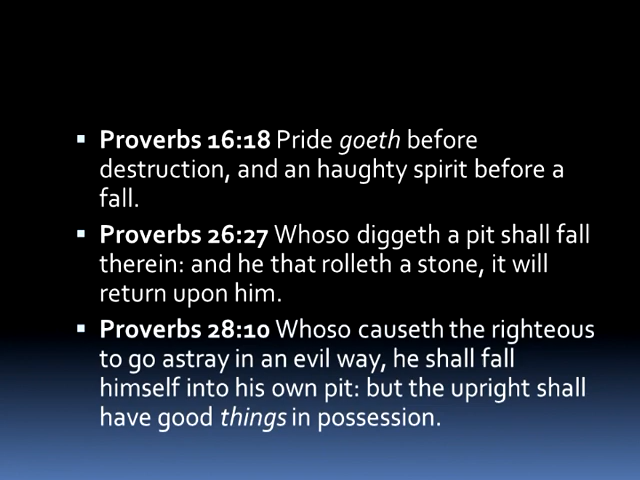 ▪ Proverbs 16:18 Pride goeth before
destruction, and an haughty spirit before a
fall.
▪ Proverbs 26:27 Whoso diggeth a pit shall fall
therein: and he that rolleth a stone, it will
return upon him.
▪ Proverbs 28:10 Whoso causeth the righteous
to go astray in an evil way, he shall fall
himself into his own pit: but the upright shall
have good things in possession.